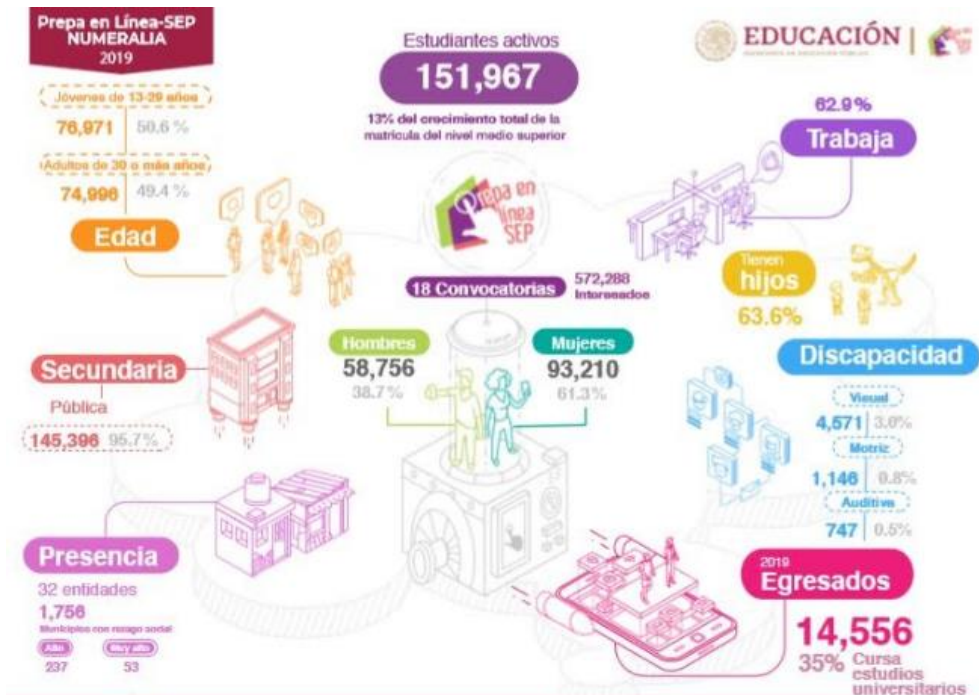 Prepa en Línea-SEP
NUMERALIA
2019
Jóvenes de 13-29 años
76,971 50.6 %
Adultos de 30 o más años
74,996 49.4 %
Edad
Estudiantes activos
151,967
13% del crecimiento total de la
matrícula del nivel medio superior
EDUCACIÓN
62.9%
Trabaja
Prepa en
línea
SEP
18 Convocatorias
572,288
Interesados
Tienen
hijos
63.6%
Hombres
58,756
38.7%
Mujeres
93,210
61.3%
Secundaria
Pública
145,396 95.7%
Discapacidad
Visual
4,571 3.0%
Motriz
1,146 0.8%
Auditiva
747 0.5%
Presencia
32 entidades
1,756
Municipios con rezago social
Alto
237
Muy alto
53
2019
Egresados
14,556
35% Cursa
estudios
universitarios